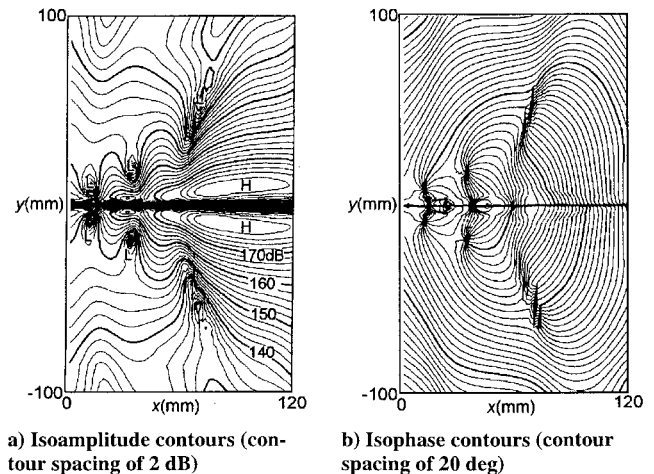 100
100
y(mm)
y(mm)
H
H
L
L
170dB
160
150
140
-100
-100
0
x(mm)
120
0
x(mm)
120
a) Isoamplitude contours (con-
tour spacing of 2 dB)
b) Isophase contours (contour
spacing of 20 deg)